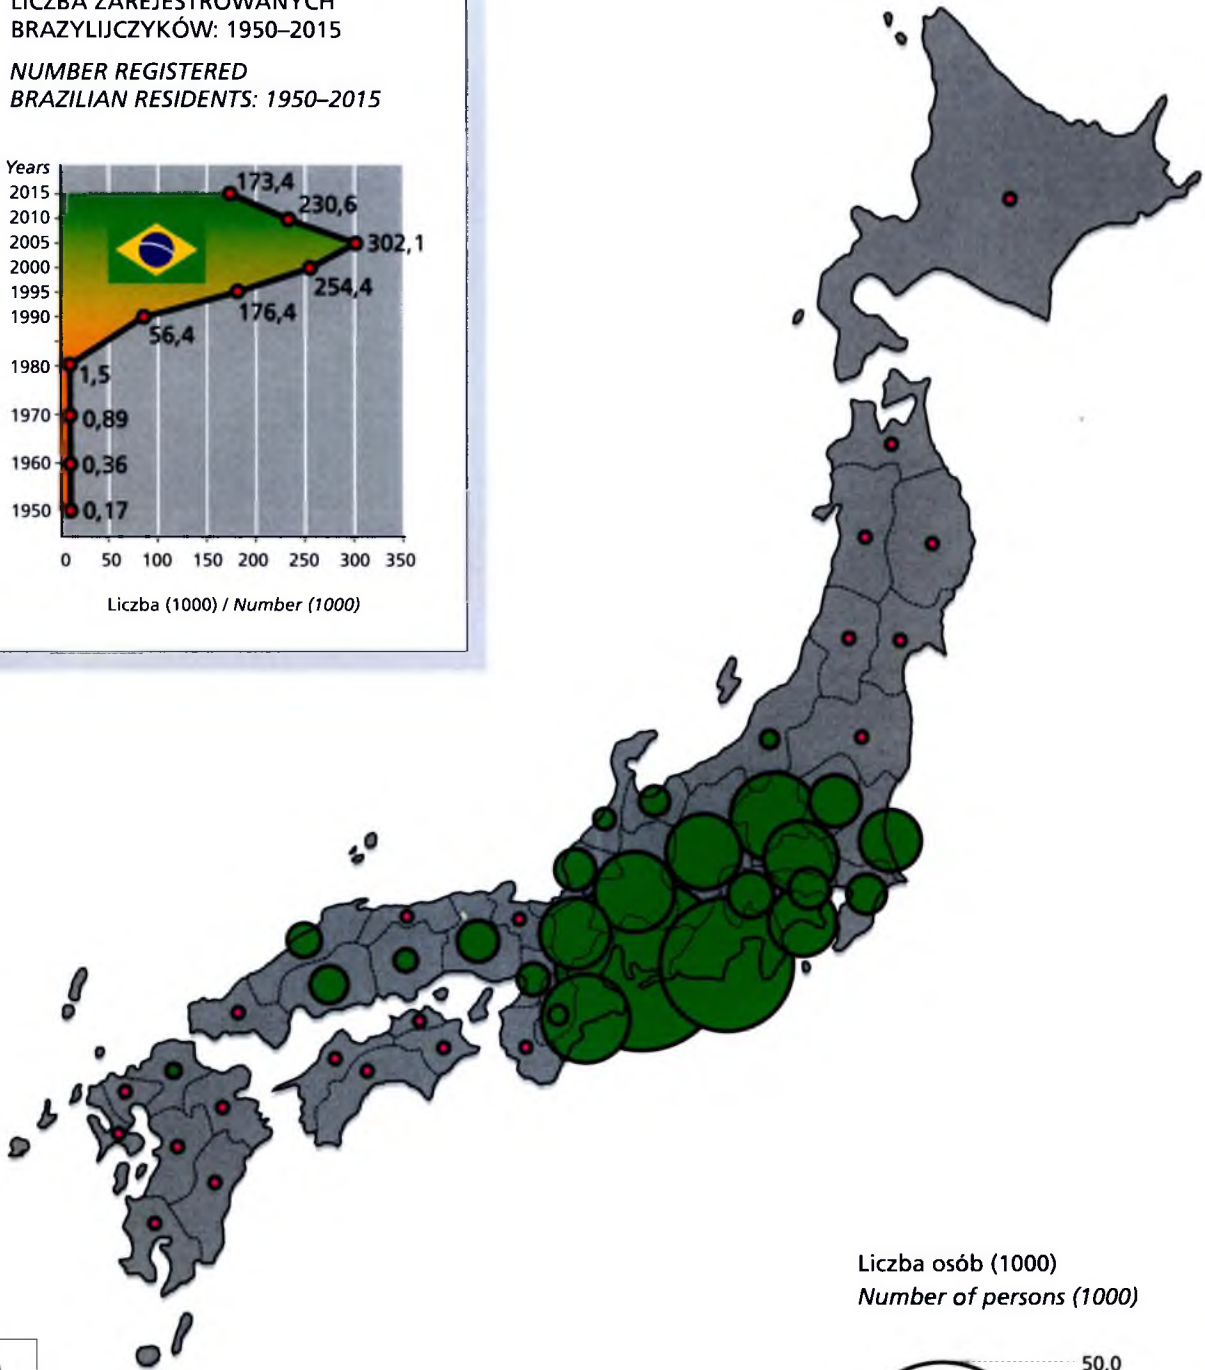 LICZBA ZAREJESTROWANYCH
BRAZYLIJCZYKÓW: 1950–2015
NUMBER REGISTERED
BRAZILIAN RESIDENTS: 1950–2015
Years
2015
2010
2005
2000
1995
1990
1980
1970
1960
1950
173,4
230,6
302,1
254,4
176,4
56,4
1,5
0,89
0,36
0,17
0 50 100 150 200 250 300 350
Liczba (1000) / Number (1000)
Liczba osób (1000)
Number of persons (1000)
50,0